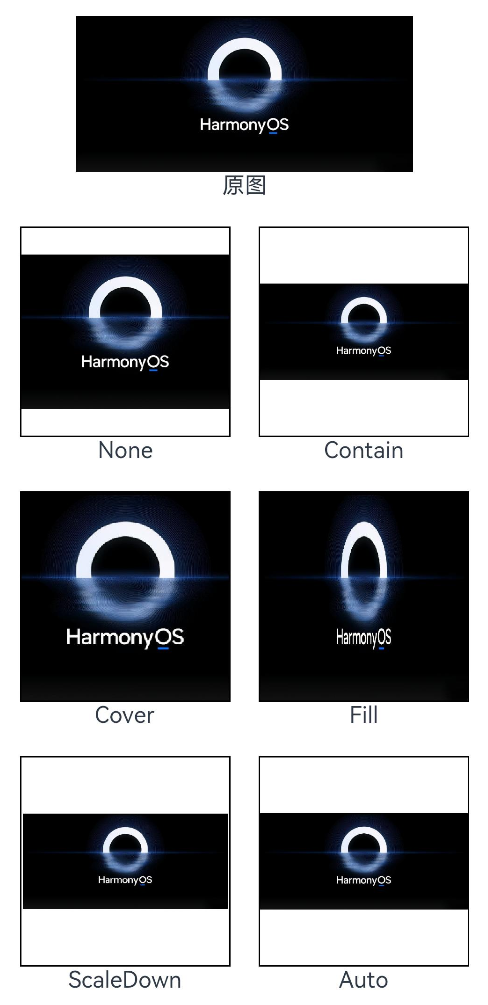 HarmonyOS
原图
HarmonyOS
HarmonyOS
None
Contain
HarmonyOS
HarmonyOS
Cover
Fill
HarmonyOS
HarmonyOS
ScaleDown
Auto